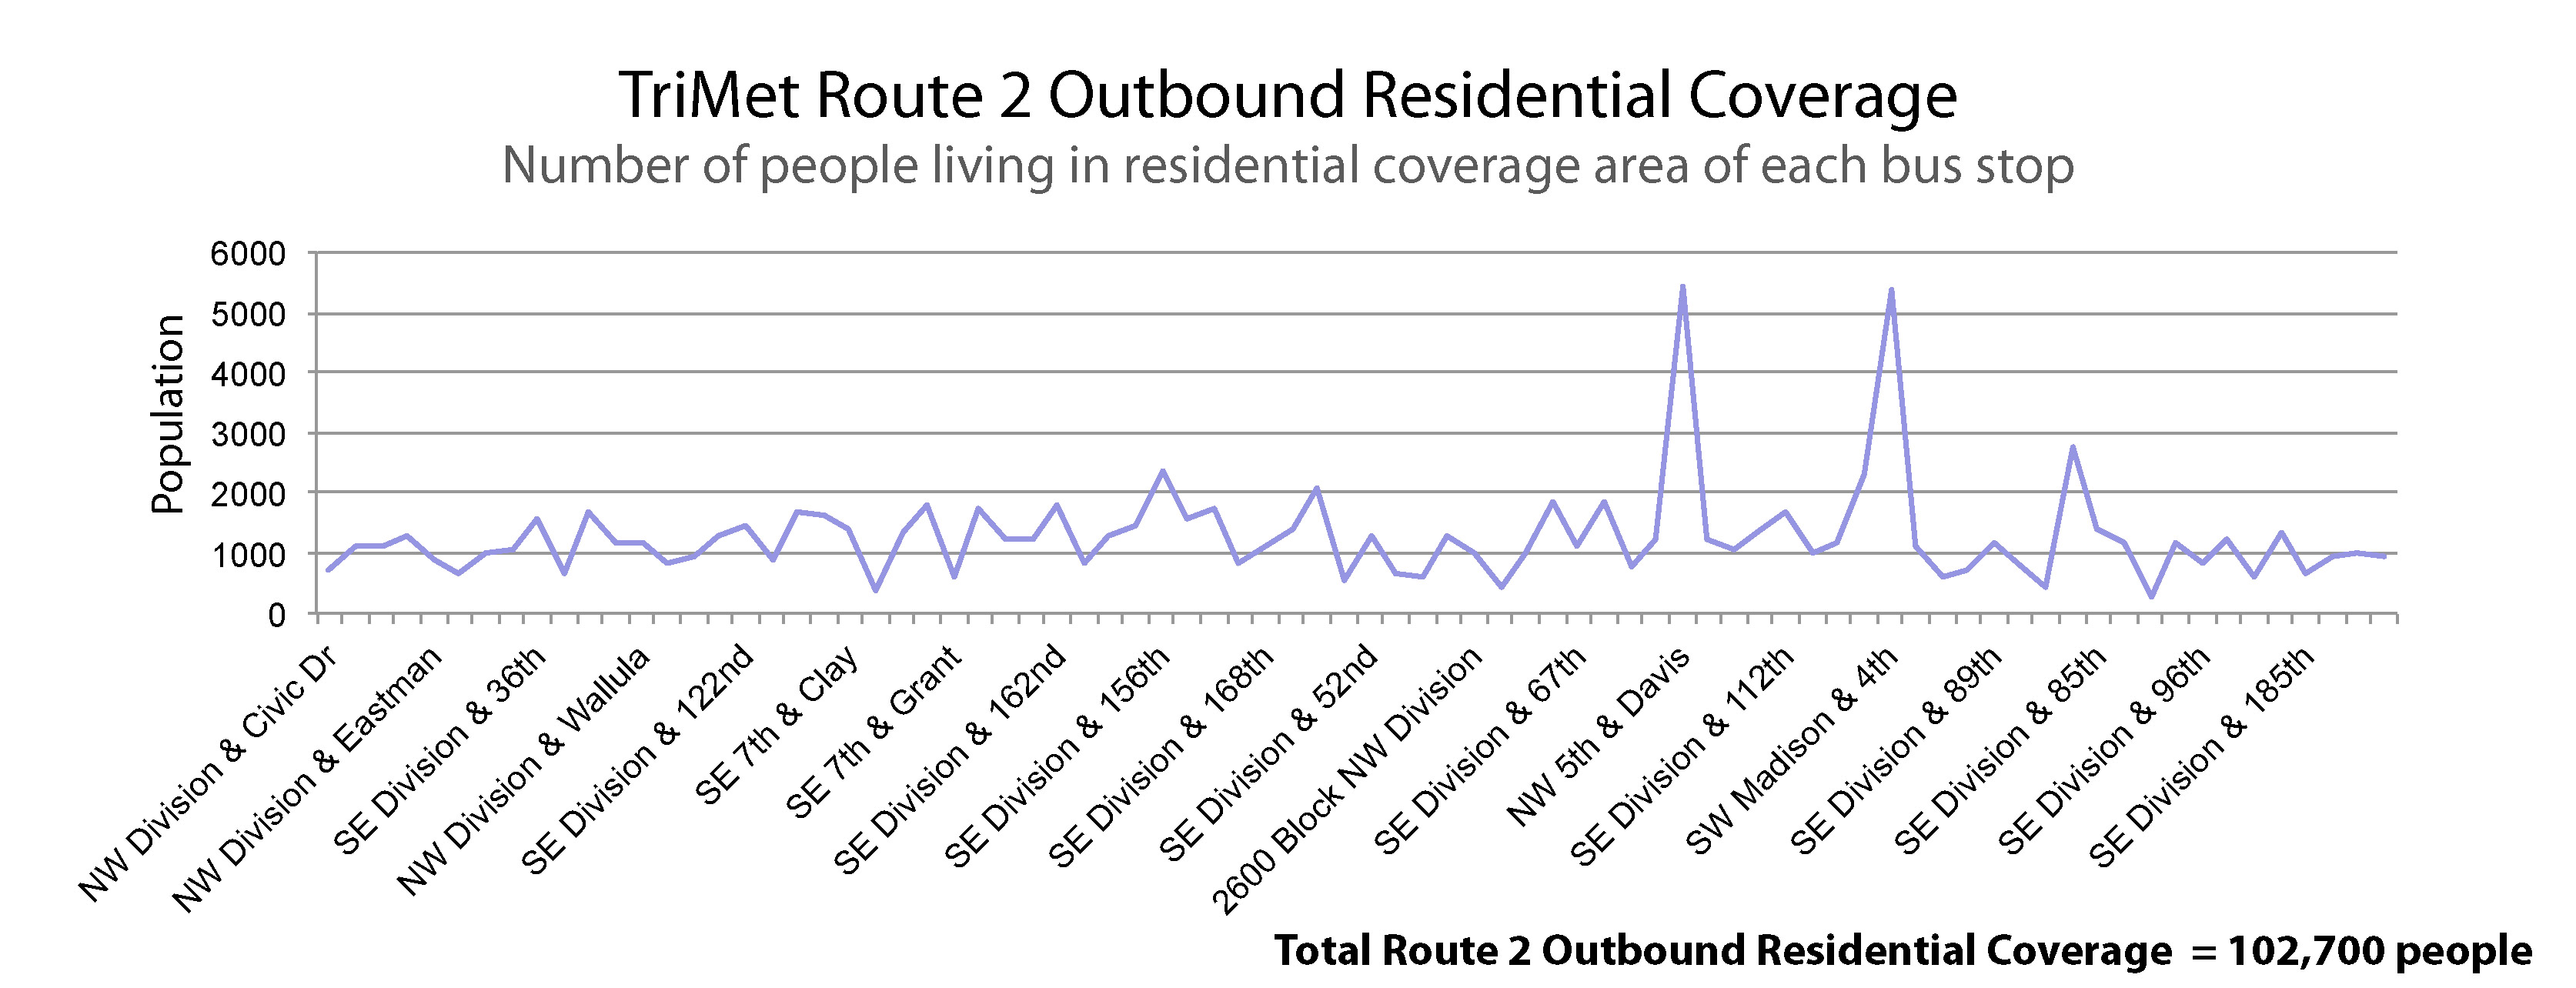 TriMet Route 2 Outbound Residential Coverage
Number of people living in residential coverage area of each bus stop
Population
6000
5000
4000
3000
2000
1000
0
NW Division & Civic Dr
NW Division & Eastman
SE Division & 36th
NW Division & Wallula
SE Division & 122nd
SE 7th & Clay
SE 7th & Grant
SE Division & 162nd
SE Division & 156th
SE Division & 168th
SE Division & 52nd
2600 Block NW Division
SE Division & 67th
NW 5th & Davis
SE Division & 112th
SW Madison & 4th
SE Division & 89th
SE Division & 85th
SE Division & 96th
SE Division & 185th
Total Route 2 Outbound Residential Coverage = 102,700 people